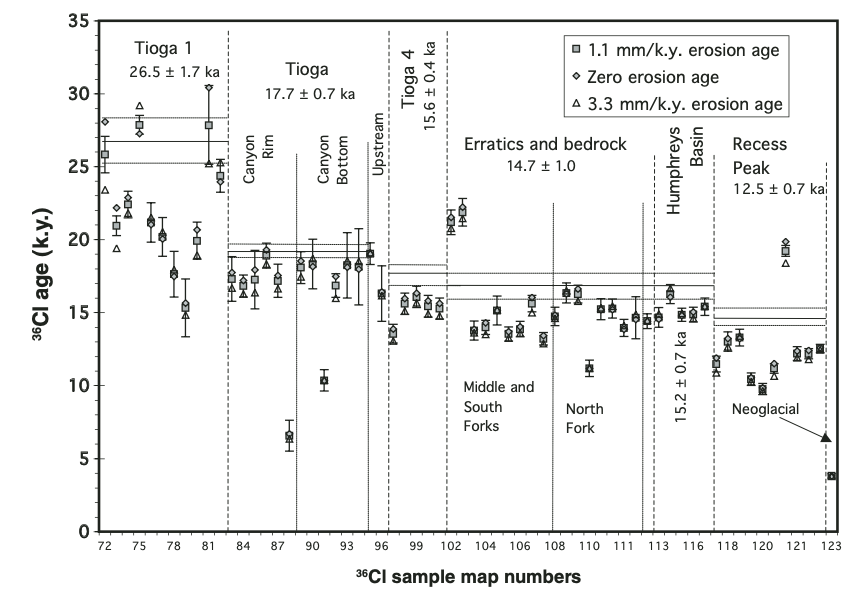 35
30
25
20
15
10
5
0
³⁶Cl age (k.y.)
Tioga 1
26.5 ± 1.7 ka
Tioga
17.7 ± 0.7 ka
Canyon
Rim
Canyon
Bottom
Upstream
Tioga 4
15.6 ± 0.4 ka
1.1 mm/k.y. erosion age
Zero erosion age
3.3 mm/k.y. erosion age
Erratics and bedrock
14.7 ± 1.0
Humphreys
Basin
Recess
Peak
12.5 ± 0.7 ka
Middle and
South
Forks
North
Fork
15.2 ± 0.7 ka
Neoglacial
72 75 78 81 84 87 90 93 96 99 102 104 106 108 110 111 113 116 118 120 121 123
³⁶Cl sample map numbers